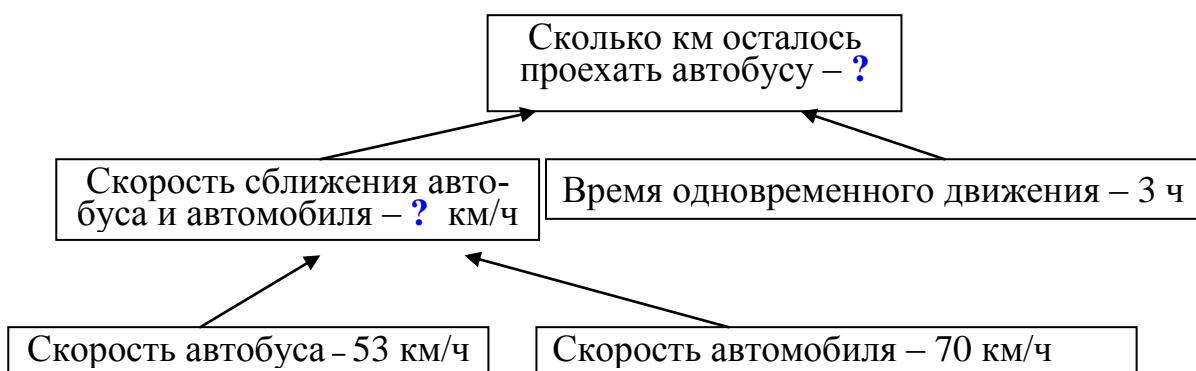 Сколько км осталось
проехать автобусу – ?
Скорость сближения авто-
буса и автомобиля – ? км/ч
Время одновременного движения – 3 ч
Скорость автобуса – 53 км/ч
Скорость автомобиля – 70 км/ч